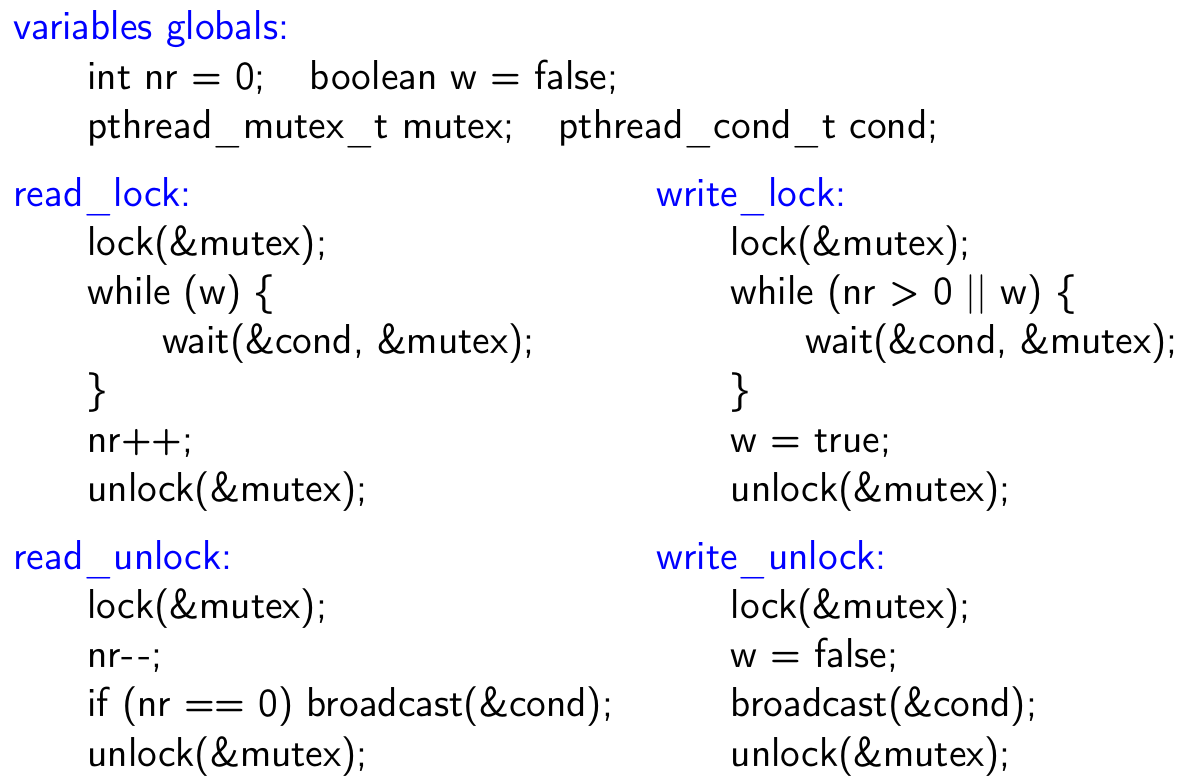 variables globals:
int nr = 0;    boolean w = false;
pthread_mutex_t mutex;    pthread_cond_t cond;
read_lock:
lock(&mutex);
while (w) {
wait(&cond, &mutex);
}
nr++;
unlock(&mutex);
write_lock:
lock(&mutex);
while (nr > 0 || w) {
wait(&cond, &mutex);
}
w = true;
unlock(&mutex);
read_unlock:
lock(&mutex);
nr--;
if (nr == 0) broadcast(&cond);
unlock(&mutex);
write_unlock:
lock(&mutex);
w = false;
broadcast(&cond);
unlock(&mutex);